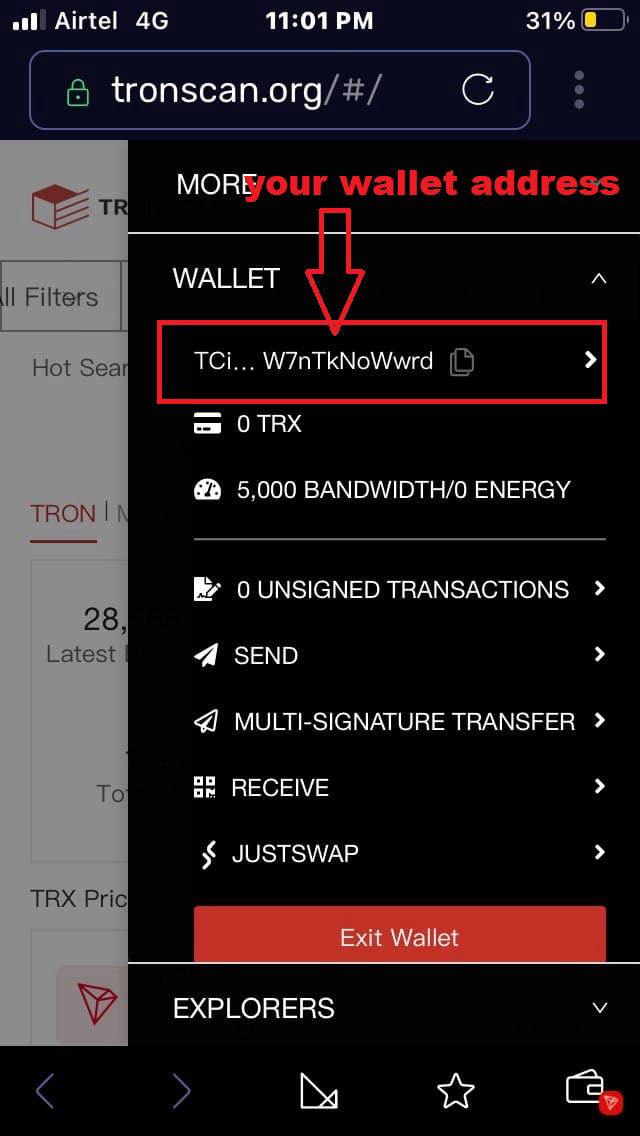 Airtel 4G 11:01 PM 31%
tronscan.org/#/
MORE
your wallet address
TR
WALLET
All Filters
TCi... W7nTkNoWwrd
Hot Sear
0 TRX
5,000 BANDWIDTH/0 ENERGY
TRON
0 UNSIGNED TRANSACTIONS
28,
Latest
SEND
MULTI-SIGNATURE TRANSFER
RECEIVE
To
JUSTSWAP
TRX Pric
Exit Wallet
EXPLORERS